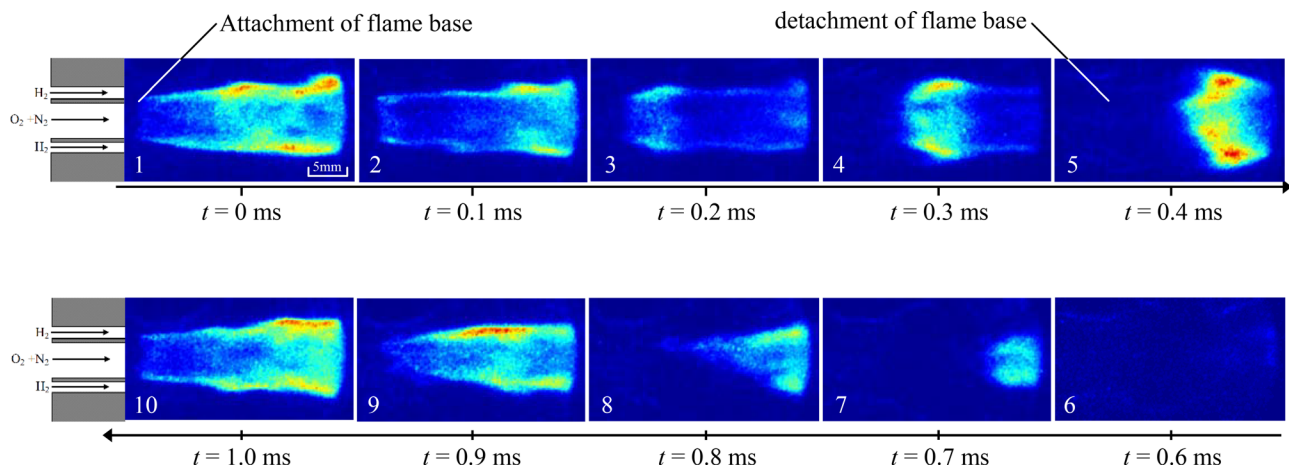 Attachment of flame base
detachment of flame base
H2
O2 +N2
H2
1
5mm
2
3
4
5
t = 0 ms
t = 0.1 ms
t = 0.2 ms
t = 0.3 ms
t = 0.4 ms
H2
O2 +N2
H2
10
9
8
7
6
t = 1.0 ms
t = 0.9 ms
t = 0.8 ms
t = 0.7 ms
t = 0.6 ms